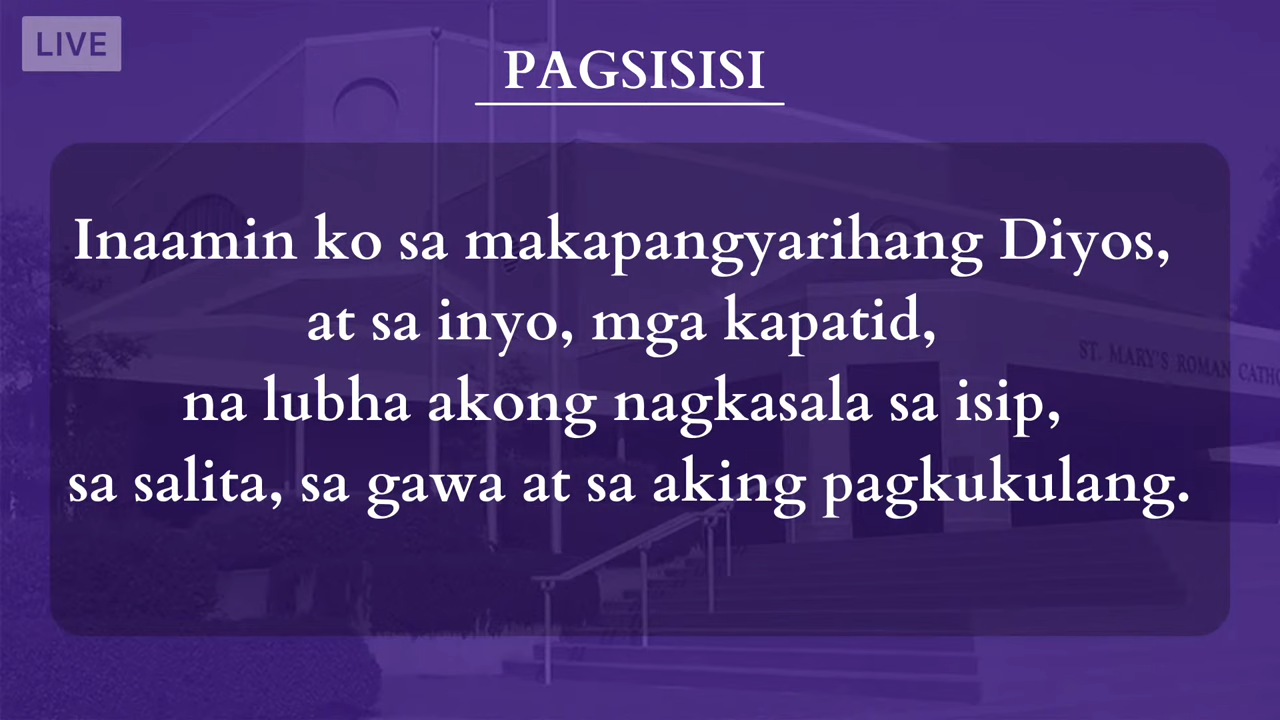 LIVE
PAGSISISI
Inaamin ko sa makapangyarihang Diyos,
at sa inyo, mga kapatid,
na lubha akong nagkasala sa isip,
sa salita, sa gawa at sa aking pagkukulang.
ST. MARY'S ROMAN